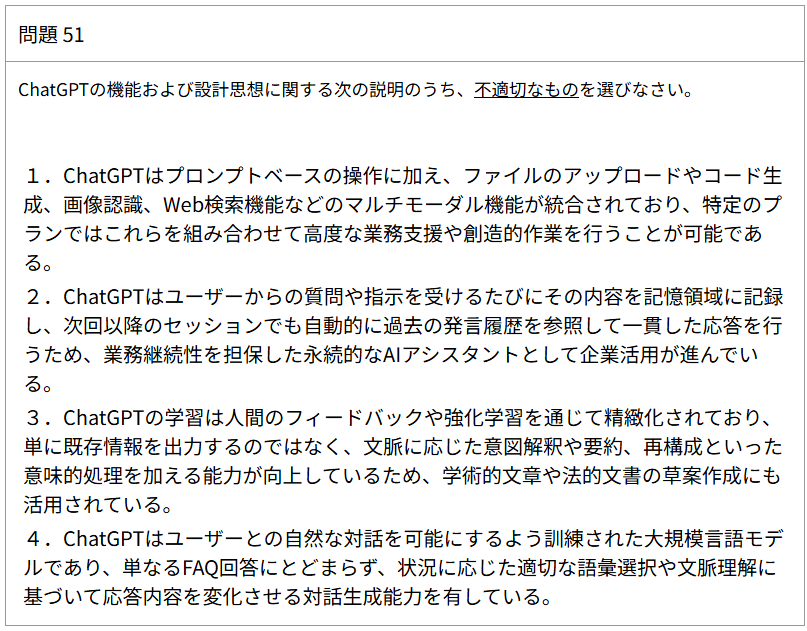 問題 51
ChatGPTの機能および設計思想に関する次の説明のうち、不適切なものを選びなさい。
１．ChatGPTはプロンプトベースの操作に加え、ファイルのアップロードやコード生
成、画像認識、Web検索機能などのマルチモーダル機能が統合されており、特定のプ
ランではこれらを組み合わせて高度な業務支援や創造的作業を行うことが可能であ
る。
２．ChatGPTはユーザーからの質問や指示を受けるたびにその内容を記憶領域に記録
し、次回以降のセッションでも自動的に過去の発言履歴を参照して一貫した応答を行
うため、業務継続性を担保した永続的なAIアシスタントとして企業活用が進んでい
る。
３．ChatGPTの学習は人間のフィードバックや強化学習を通じて精緻化されており、
単に既存情報を出力するのではなく、文脈に応じた意図解釈や要約、再構成といった
意味的処理を加える能力が向上しているため、学術的文章や法的文書の草案作成にも
活用されている。
４．ChatGPTはユーザーとの自然な対話を可能にするよう訓練された大規模言語モデ
ルであり、単なるFAQ回答にとどまらず、状況に応じた適切な語彙選択や文脈理解に
基づいて応答内容を変化させる対話生成能力を有している。